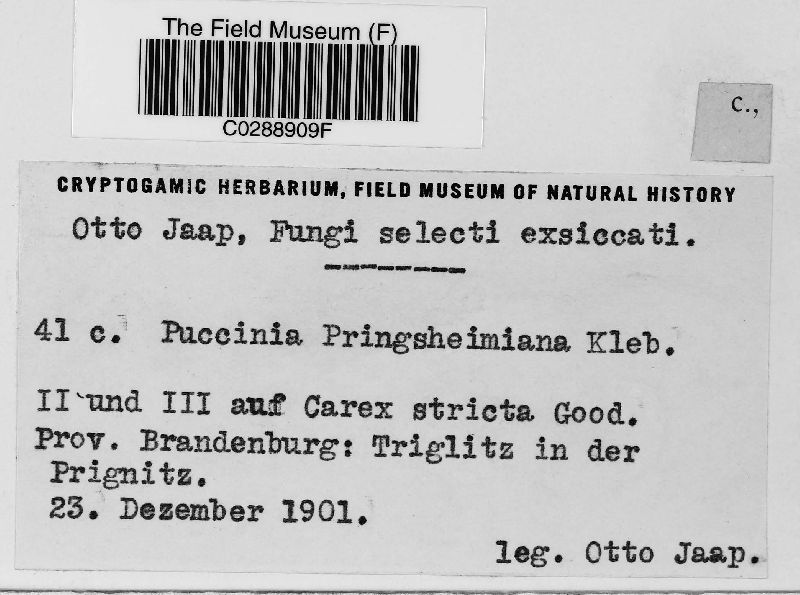 The Field Museum (F)
C0288909F
C.,
CRYPTOGAMIC HERBARIUM, FIELD MUSEUM OF NATURAL HISTORY
Otto Jaap, Fungi selecti exsiccati.
41 c. Puccinia Pringsheimiana Kleb.
II und III auf Carex stricta Good.
Prov. Brandenburg: Triglitz in der
Prignitz.
23. Dezember 1901.
leg. Otto Jaap.